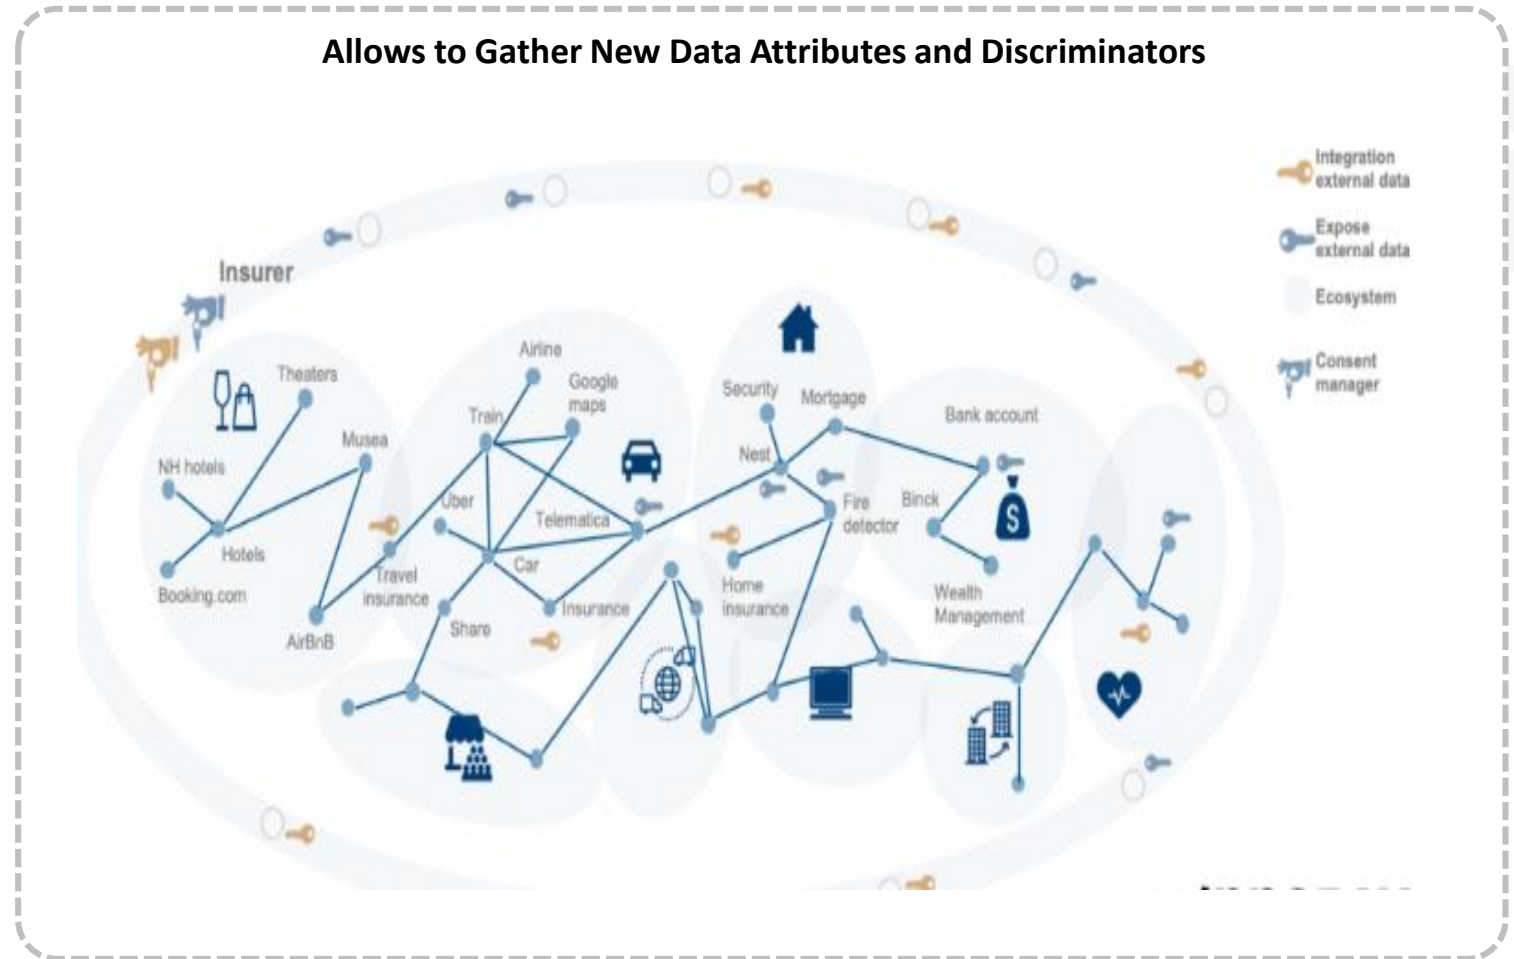 Allows to Gather New Data Attributes and Discriminators
Integration
external data
Expose
external data
Ecosystem
Consent
manager
Insurer
Theaters
Musea
NH hotels
Hotels
Booking.com
AirBnB
Travel
insurance
Airline
Google
maps
Train
Uber
Telematica
Car
Insurance
Share
Security
Mortgage
Nest
Fire
detector
Home
insurance
Bank account
Binck
Wealth
Management
$